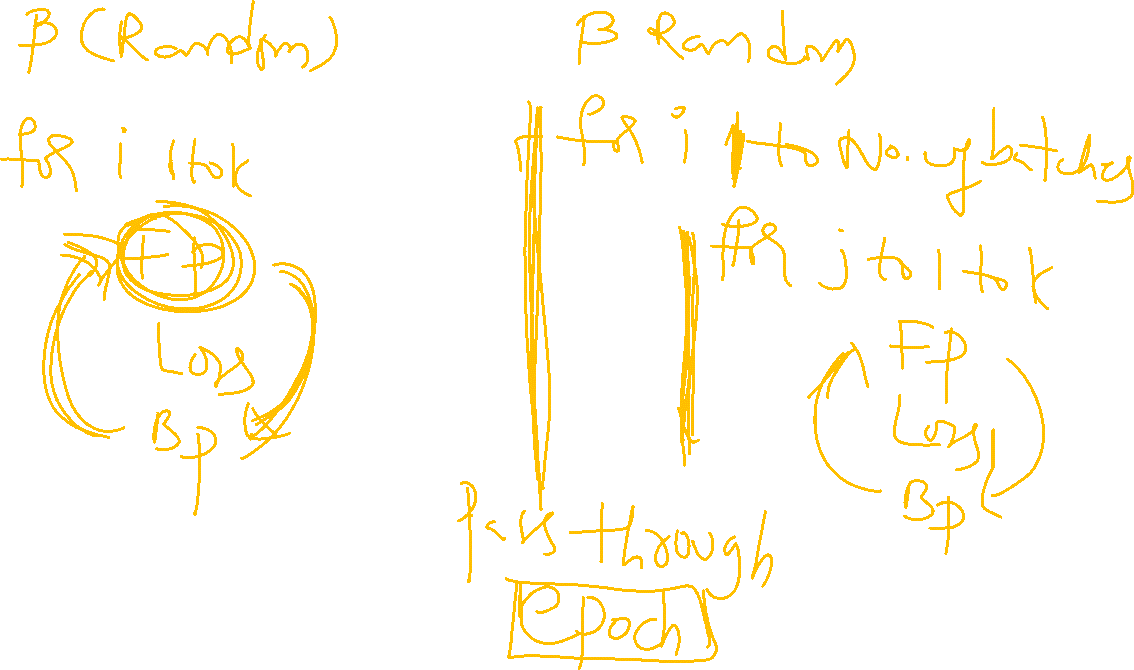 β (Random)
for i 1 to k
FP
Loss
Bp
β Random
for i 1 to No. of batches
for j to 1 to k
Fp
Loss
Bp
Pass through
epoch